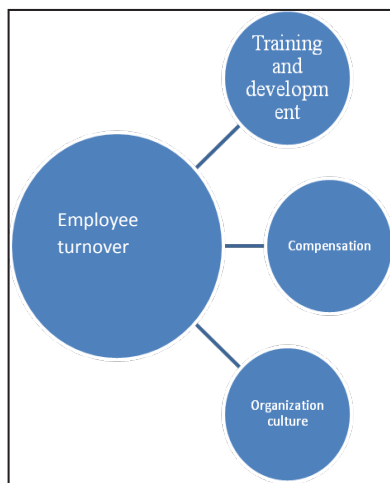 Training
and
developm
ent
Employee
turnover
Compensation
Organization
culture